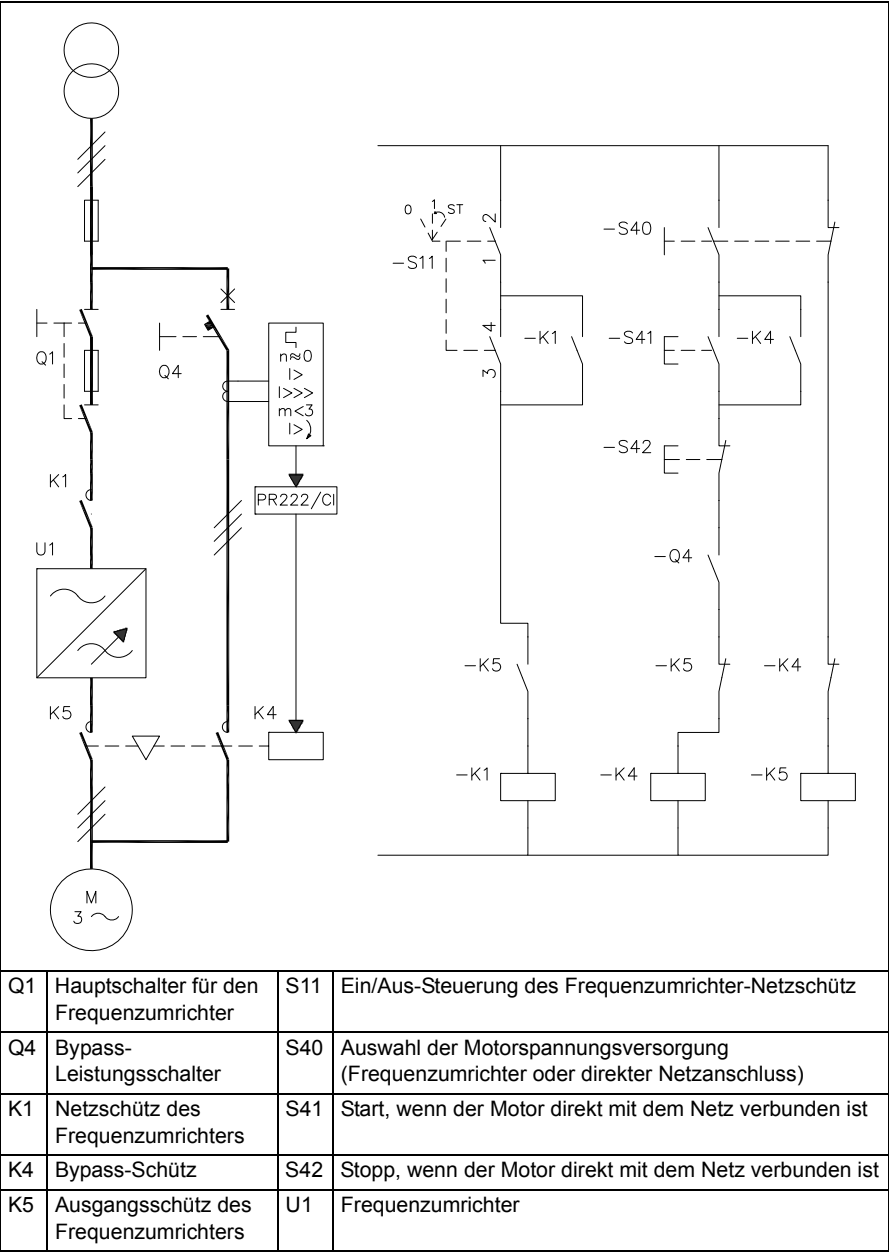 0 1 ST
2
-S11
1
4
3
-K1
-S40
-S41
-K4
-S42
-Q4
-K5
-K5
-K4
-K1
-K4
-K5
Q1
Q4
n≈0
I>
I>>>
m<3
I>
K1
PR222/CI
U1
K5
K4
M
3 ~
Q1 Hauptschalter für den
Frequenzumrichter
S11 Ein/Aus-Steuerung des Frequenzumrichter-Netzschütz
Q4 Bypass-
Leistungsschalter
S40 Auswahl der Motorspannungsversorgung
(Frequenzumrichter oder direkter Netzanschluss)
K1 Netzschütz des
Frequenzumrichters
S41 Start, wenn der Motor direkt mit dem Netz verbunden ist
K4 Bypass-Schütz
S42 Stopp, wenn der Motor direkt mit dem Netz verbunden ist
K5 Ausgangsschütz des
Frequenzumrichters
U1 Frequenzumrichter